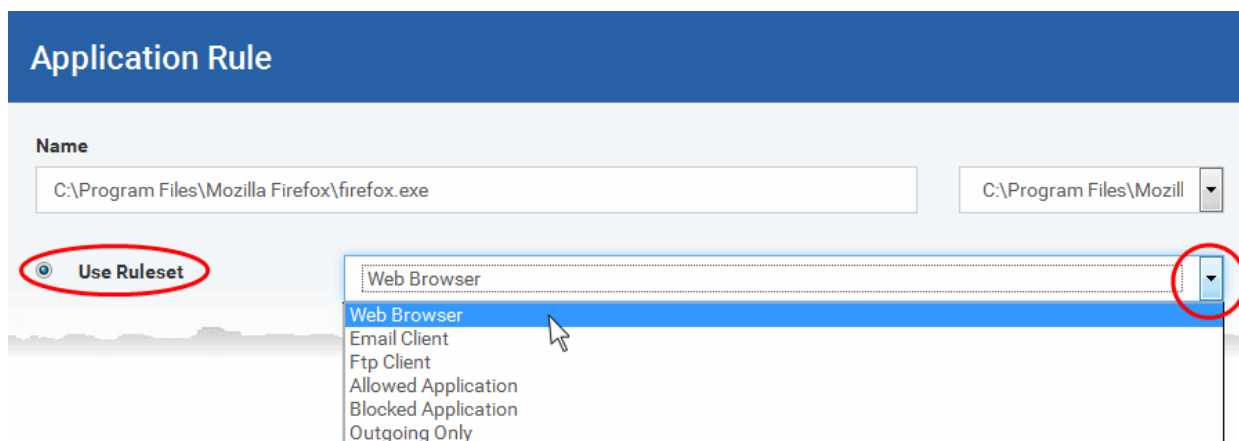 Application Rule
Name
C:\Program Files\Mozilla Firefox\firefox.exe
C:\Program Files\Mozill
Use Ruleset
Web Browser
Web Browser
Email Client
Ftp Client
Allowed Application
Blocked Application
Outgoing Only